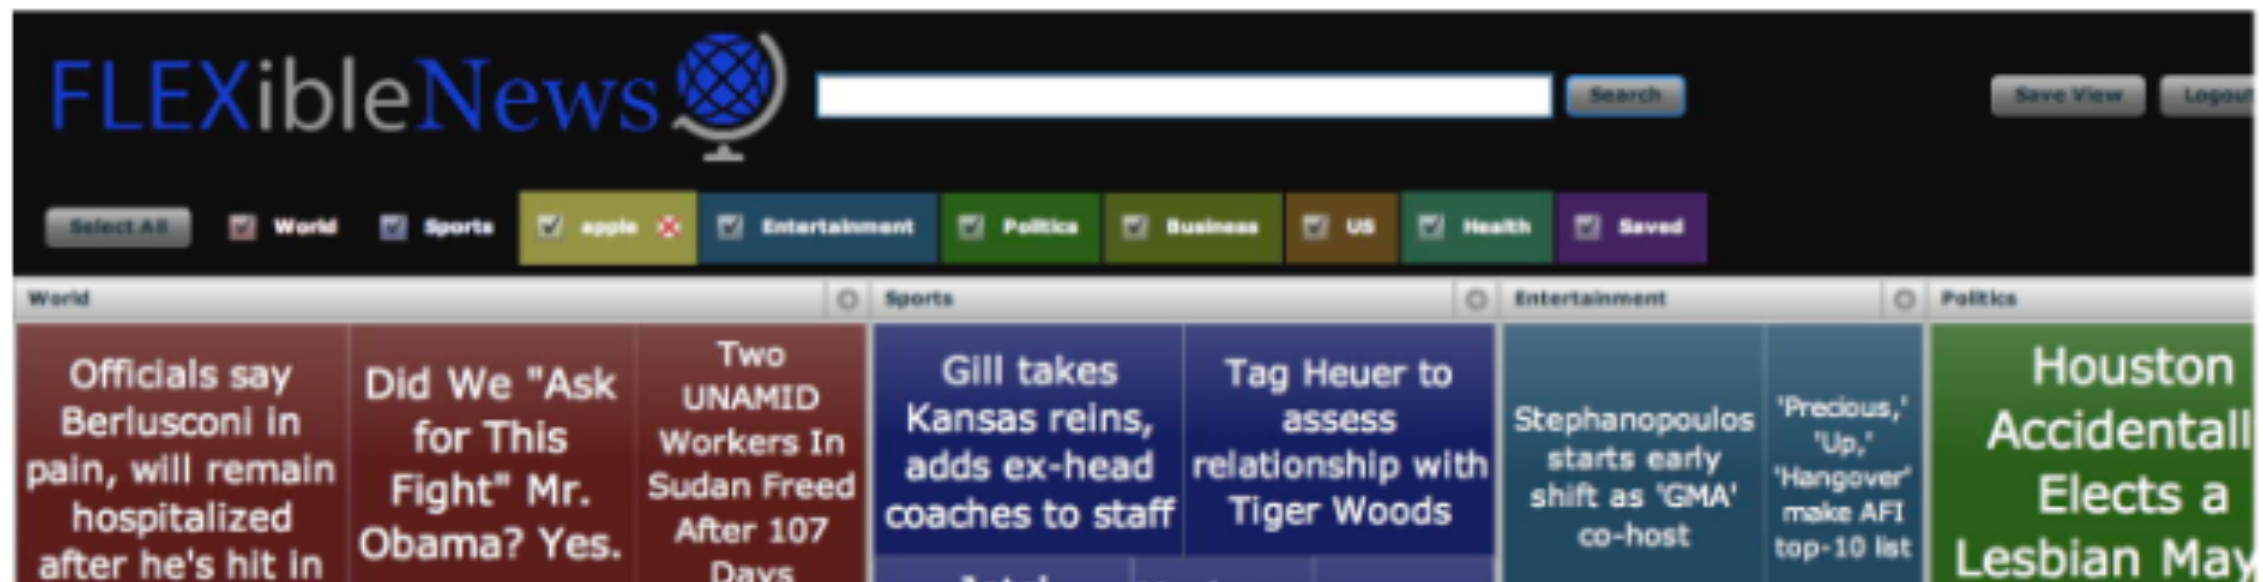 FLEXibleNews
Search
Save View
Logout
Select All
World
Sports
apple
Entertainment
Politics
Business
US
Health
Saved
World
Sports
Entertainment
Politics
Officials say
Berlusconi in
pain, will remain
hospitalized
after he's hit in
Did We "Ask
for This
Fight" Mr.
Obama? Yes.
Two
UNAMID
Workers In
Sudan Freed
After 107
Days
Gill takes
Kansas reins,
adds ex-head
coaches to staff
Tag Heuer to
assess
relationship with
Tiger Woods
Stephanopoulos
starts early
shift as 'GMA'
co-host
'Precious,'
'Up,'
'Hangover'
make AFI
top-10 list
Houston
Accidentall
Elects a
Lesbian May